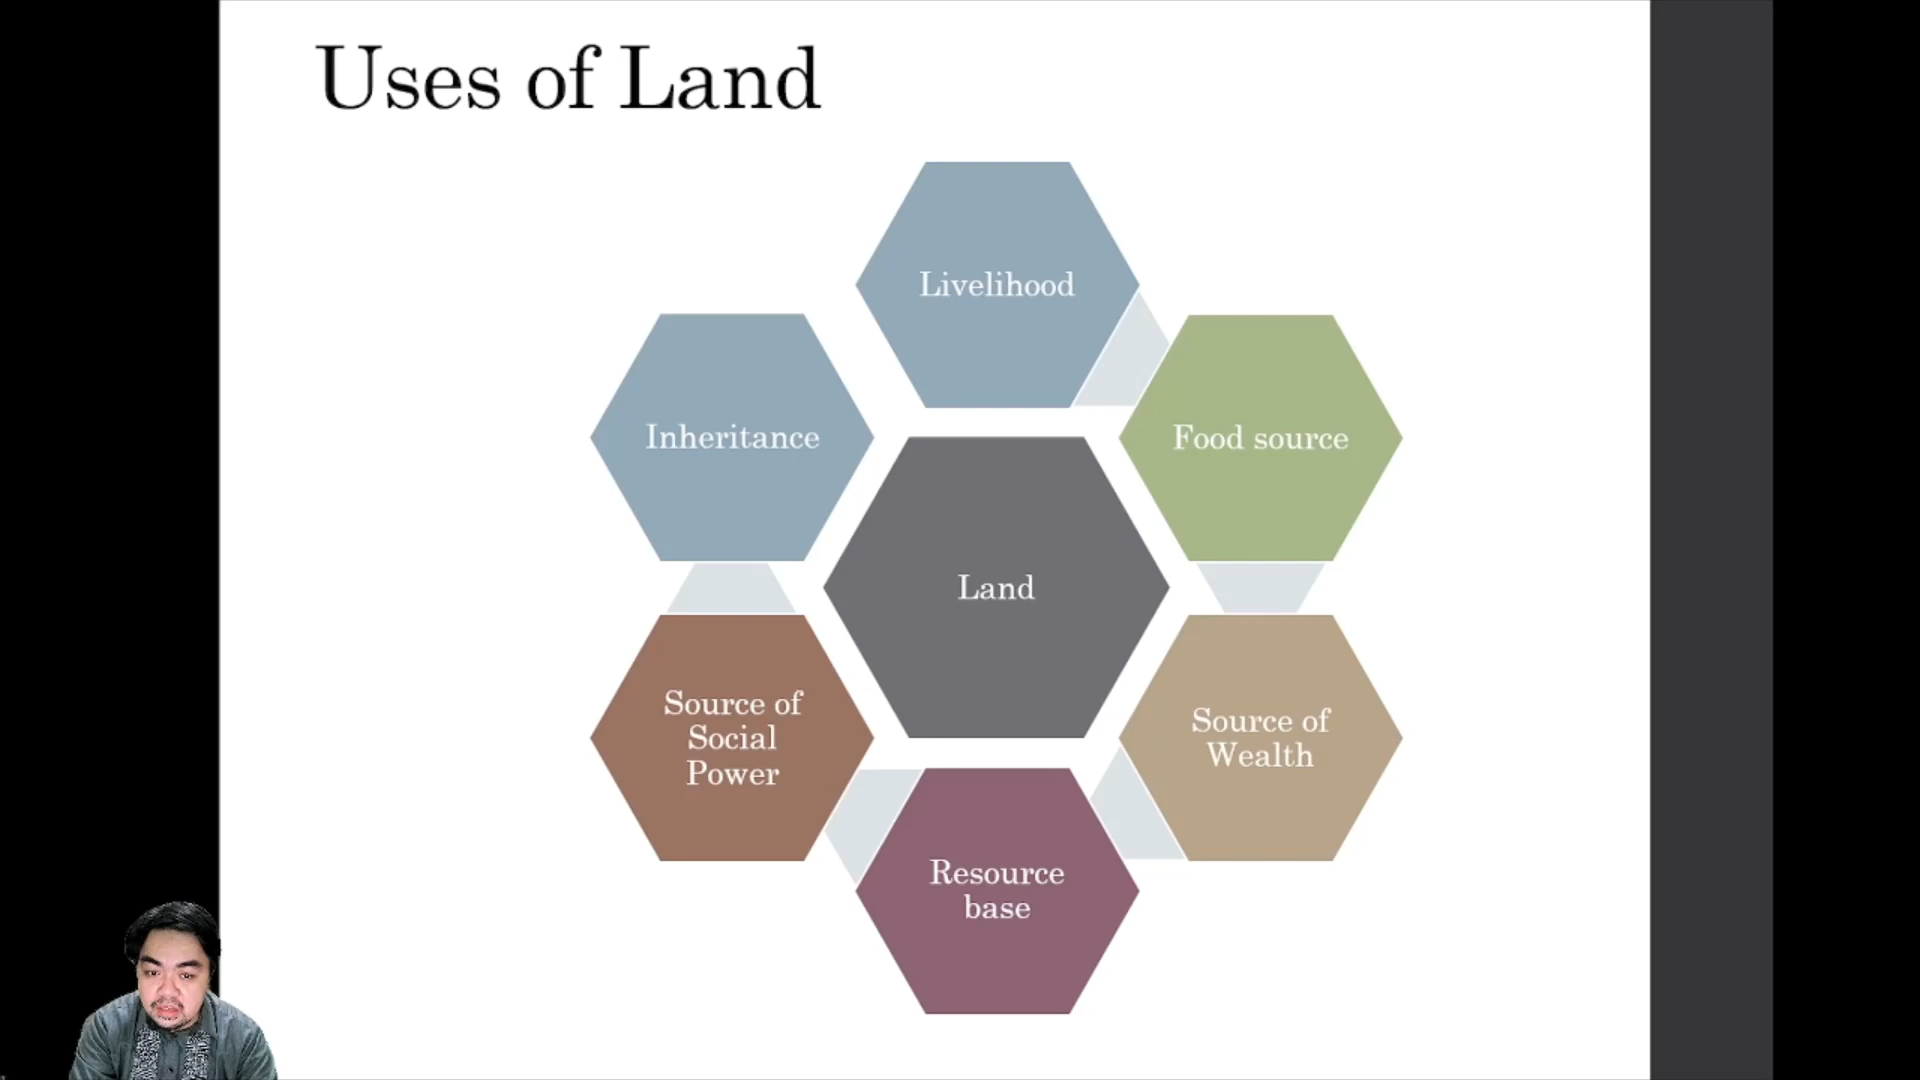 Uses of Land
Livelihood
Food source
Source of
Wealth
Resource
base
Source of
Social
Power
Inheritance
Land